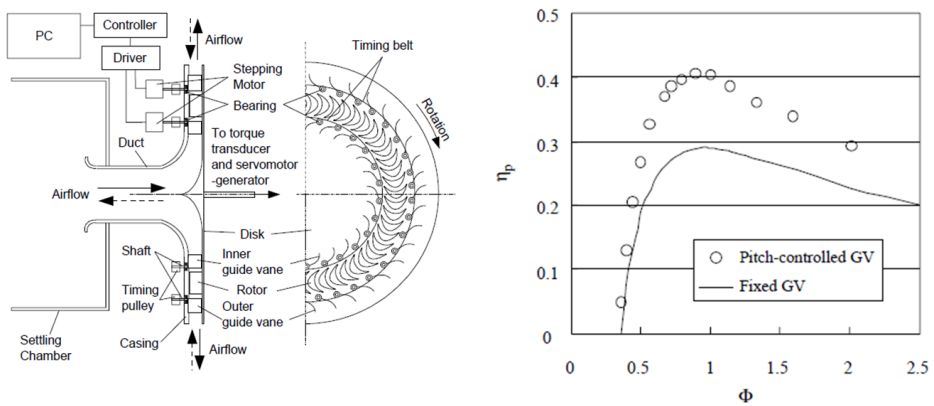 PC
Controller
Driver
Airflow
Stepping
Motor
Bearing
Timing belt
Rotation
Duct
To torque
transducer
and servomotor
-generator
Airflow
Disk
Shaft
Inner
guide vane
Timing
pulley
Rotor
Outer
guide vane
Settling
Chamber
Casing
Airflow
0.5
0.4
0.3
0.2
0.1
0
ηp
Pitch-controlled GV
Fixed GV
0 0.5 1 1.5 2 2.5
Φ